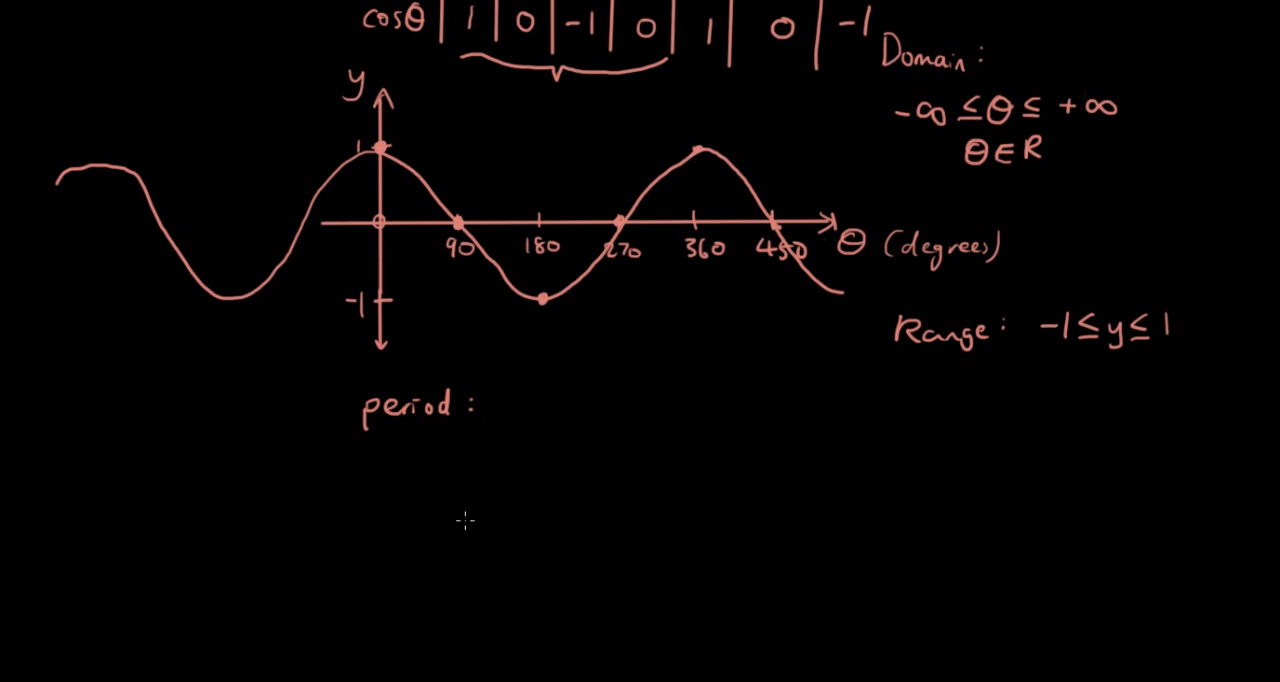 cosθ | 1 | 0 | -1 | 0 | 1 | 0 | -1
Domain:
-∞ ≤ θ ≤ +∞
θ ∈ R
y
1
0
90 180 270 360 450
θ (degrees)
-1
Range: -1 ≤ y ≤ 1
period: